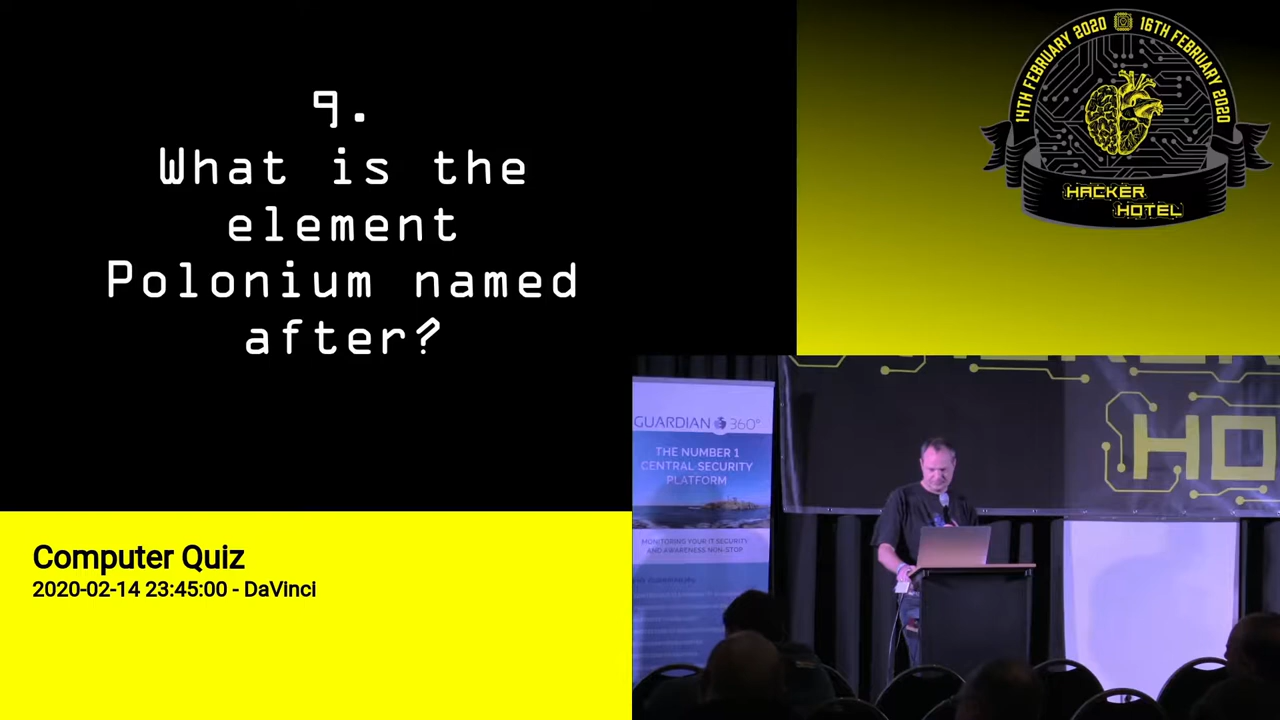 9.
What is the
element
Polonium named
after?
14TH FEBRUARY 2020
16TH FEBRUARY 2020
HACKER
HOTEL
GUARDIAN 360°
THE NUMBER 1
CENTRAL SECURITY
PLATFORM
MONITORING YOUR IT SECURITY
AND AWARENESS NON-STOP
HO
Computer Quiz
2020-02-14 23:45:00 - DaVinci